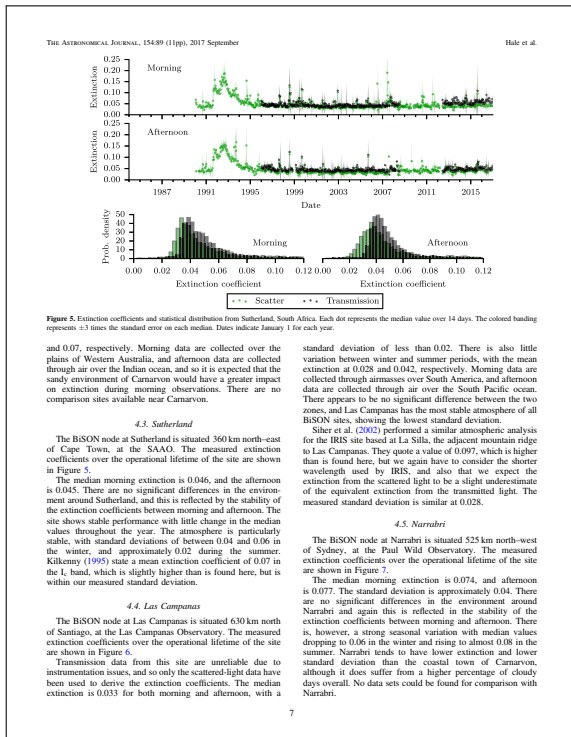 THE ASTRONOMICAL JOURNAL, 154:89 (11pp), 2017 September
Hale et al.
0.25
0.20
0.15
0.10
0.05
0.00
Extinction
Morning
0.25
0.20
0.15
0.10
0.05
0.00
Extinction
Afternoon
1987 1991 1995 1999 2003 2007 2011 2015
Date
50
40
30
20
10
0
Prob. density
Morning
Afternoon
0.00 0.02 0.04 0.06 0.08 0.10 0.12
0.00 0.02 0.04 0.06 0.08 0.10 0.12
Extinction coefficient
Extinction coefficient
Scatter Transmission
Figure 5. Extinction coefficients and statistical distribution from Sutherland, South Africa. Each dot represents the median value over 14 days. The colored banding
represents ±3 times the standard error on each median. Dates indicate January 1 for each year.
and 0.07, respectively. Morning data are collected over the
plains of Western Australia, and afternoon data are collected
through air over the Indian ocean, and so it is expected that the
sandy environment of Carnarvon would have a greater impact
on extinction during morning observations. There are no
comparison sites available near Carnarvon.
4.3. Sutherland
The BiSON node at Sutherland is situated 360 km north–east
of Cape Town, at the SAAO. The measured extinction
coefficients over the operational lifetime of the site are shown
in Figure 5.
The median morning extinction is 0.046, and the afternoon
is 0.045. There are no significant differences in the environ-
ment around Sutherland, and this is reflected by the stability of
the extinction coefficients between morning and afternoon. The
site shows stable performance with little change in the median
values throughout the year. The atmosphere is particularly
stable, with standard deviations of between 0.04 and 0.06 in
the winter, and approximately 0.02 during the summer.
Kilkenny (1995) state a mean extinction coefficient of 0.07 in
the Ic band, which is slightly higher than is found here, but is
within our measured standard deviation.
4.4. Las Campanas
The BiSON node at Las Campanas is situated 630 km north
of Santiago, at the Las Campanas Observatory. The measured
extinction coefficients over the operational lifetime of the site
are shown in Figure 6.
Transmission data from this site are unreliable due to
instrumentation issues, and so only the scattered-light data have
been used to derive the extinction coefficients. The median
extinction is 0.033 for both morning and afternoon, with a
standard deviation of less than 0.02. There is also little
variation between winter and summer periods, with the mean
extinction at 0.028 and 0.042, respectively. Morning data are
collected through airmasses over South America, and afternoon
data are collected through air over the South Pacific ocean.
There appears to be no significant difference between the two
zones, and Las Campanas has the most stable atmosphere of all
BiSON sites, showing the lowest standard deviation.
Siher et al. (2002) performed a similar atmospheric analysis
for the IRIS site based at La Silla, the adjacent mountain ridge
to Las Campanas. They quote a value of 0.097, which is higher
than is found here, but we again have to consider the shorter
wavelength used by IRIS, and also that we expect the
extinction from the scattered light to be a slight underestimate
of the equivalent extinction from the transmitted light. The
measured standard deviation is similar at 0.028.
4.5. Narrabri
The BiSON node at Narrabri is situated 525 km north–west
of Sydney, at the Paul Wild Observatory. The measured
extinction coefficients over the operational lifetime of the site
are shown in Figure 7.
The median morning extinction is 0.074, and afternoon
is 0.077. The standard deviation is approximately 0.04. There
are no significant differences in the environment around
Narrabri and again this is reflected in the stability of the
extinction coefficients between morning and afternoon. There
is, however, a strong seasonal variation with median values
dropping to 0.06 in the winter and rising to almost 0.08 in the
summer. Narrabri tends to have lower extinction and lower
standard deviation than the coastal town of Carnarvon,
although it does suffer from a higher percentage of cloudy
days overall. No data sets could be found for comparison with
Narrabri.
7